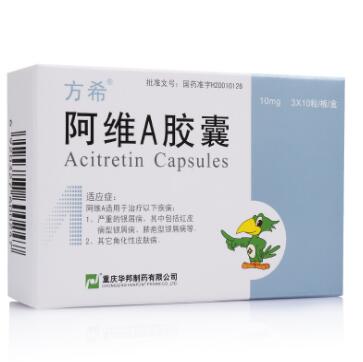 方希®
批准文号：国药准字H20010126
10mg 3X10粒/板/盒
阿维A胶囊
Acitretin Capsules
适应症：
阿维A适用于治疗以下疾病：
1、严重的银屑病，其中包括红皮
病型银屑病、脓疱型银屑病等。
2、其它角化性皮肤病。
重庆华邦制药有限公司